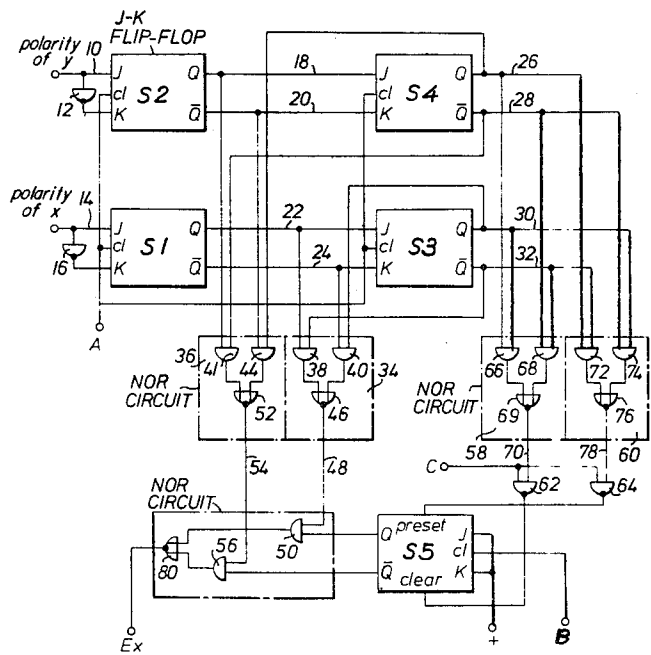 J-K
FLIP-FLOP
polarity of y
10
12
J
cl
K
S2
Q
Q̄
18
20
J
cl
K
S4
Q
Q̄
26
28
polarity of x
14
16
J
cl
K
S1
Q
Q̄
22
24
J
cl
K
S3
Q
Q̄
30
32
A
36
41
44
38
40
34
NOR CIRCUIT
52
46
66
68
72
74
NOR CIRCUIT
69
76
58
70
78
60
54
48
C
62
64
NOR CIRCUIT
50
56
80
Q
Q̄
preset
S5
clear
J
cl
K
Ex
+
B